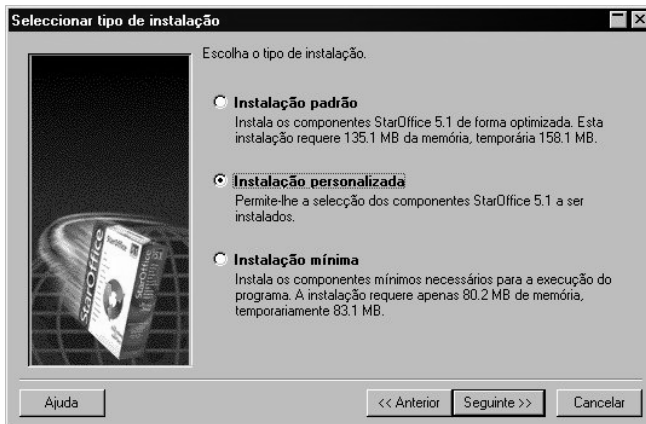 Seleccionar tipo de instalação
Escolha o tipo de instalação.
Instalação padrão
Instala os componentes StarOffice 5.1 de forma optimizada. Esta
instalação requere 135.1 MB da memória, temporária 158.1 MB.
Instalação personalizada
Permite-lhe a selecção dos componentes StarOffice 5.1 a ser
instalados.
Instalação mínima
Instala os componentes mínimos necessários para a execução do
programa. A instalação requere apenas 80.2 MB de memória,
temporariamente 83.1 MB.
StarOffice
StarOffice
StarOffice
Ajuda
<< Anterior
Seguinte >>
Cancelar